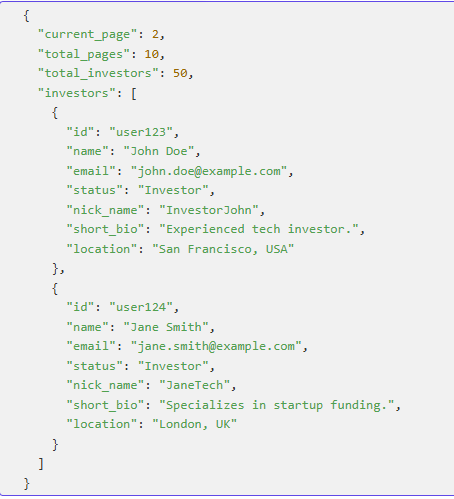 {
"current_page": 2,
"total_pages": 10,
"total_investors": 50,
"investors": [
{
"id": "user123",
"name": "John Doe",
"email": "john.doe@example.com",
"status": "Investor",
"nick_name": "InvestorJohn",
"short_bio": "Experienced tech investor.",
"location": "San Francisco, USA"
},
{
"id": "user124",
"name": "Jane Smith",
"email": "jane.smith@example.com",
"status": "Investor",
"nick_name": "JaneTech",
"short_bio": "Specializes in startup funding.",
"location": "London, UK"
}
]
}